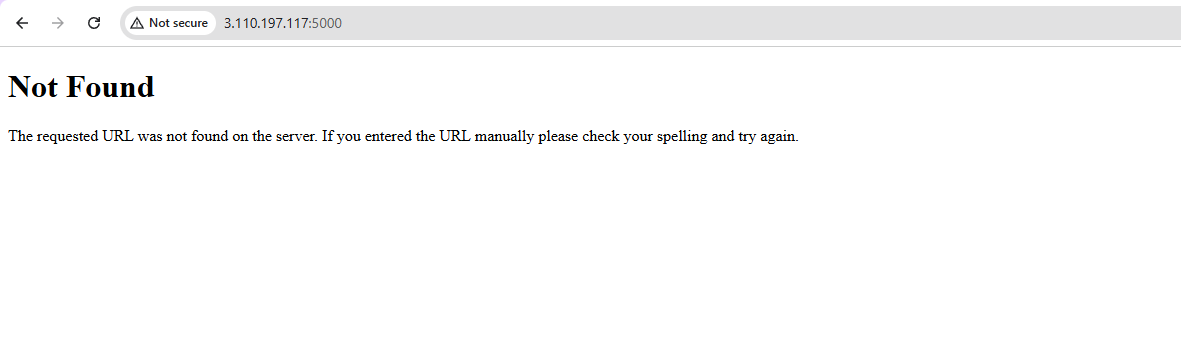 Not secure 3.110.197.117:5000
Not Found
The requested URL was not found on the server. If you entered the URL manually please check your spelling and try again.